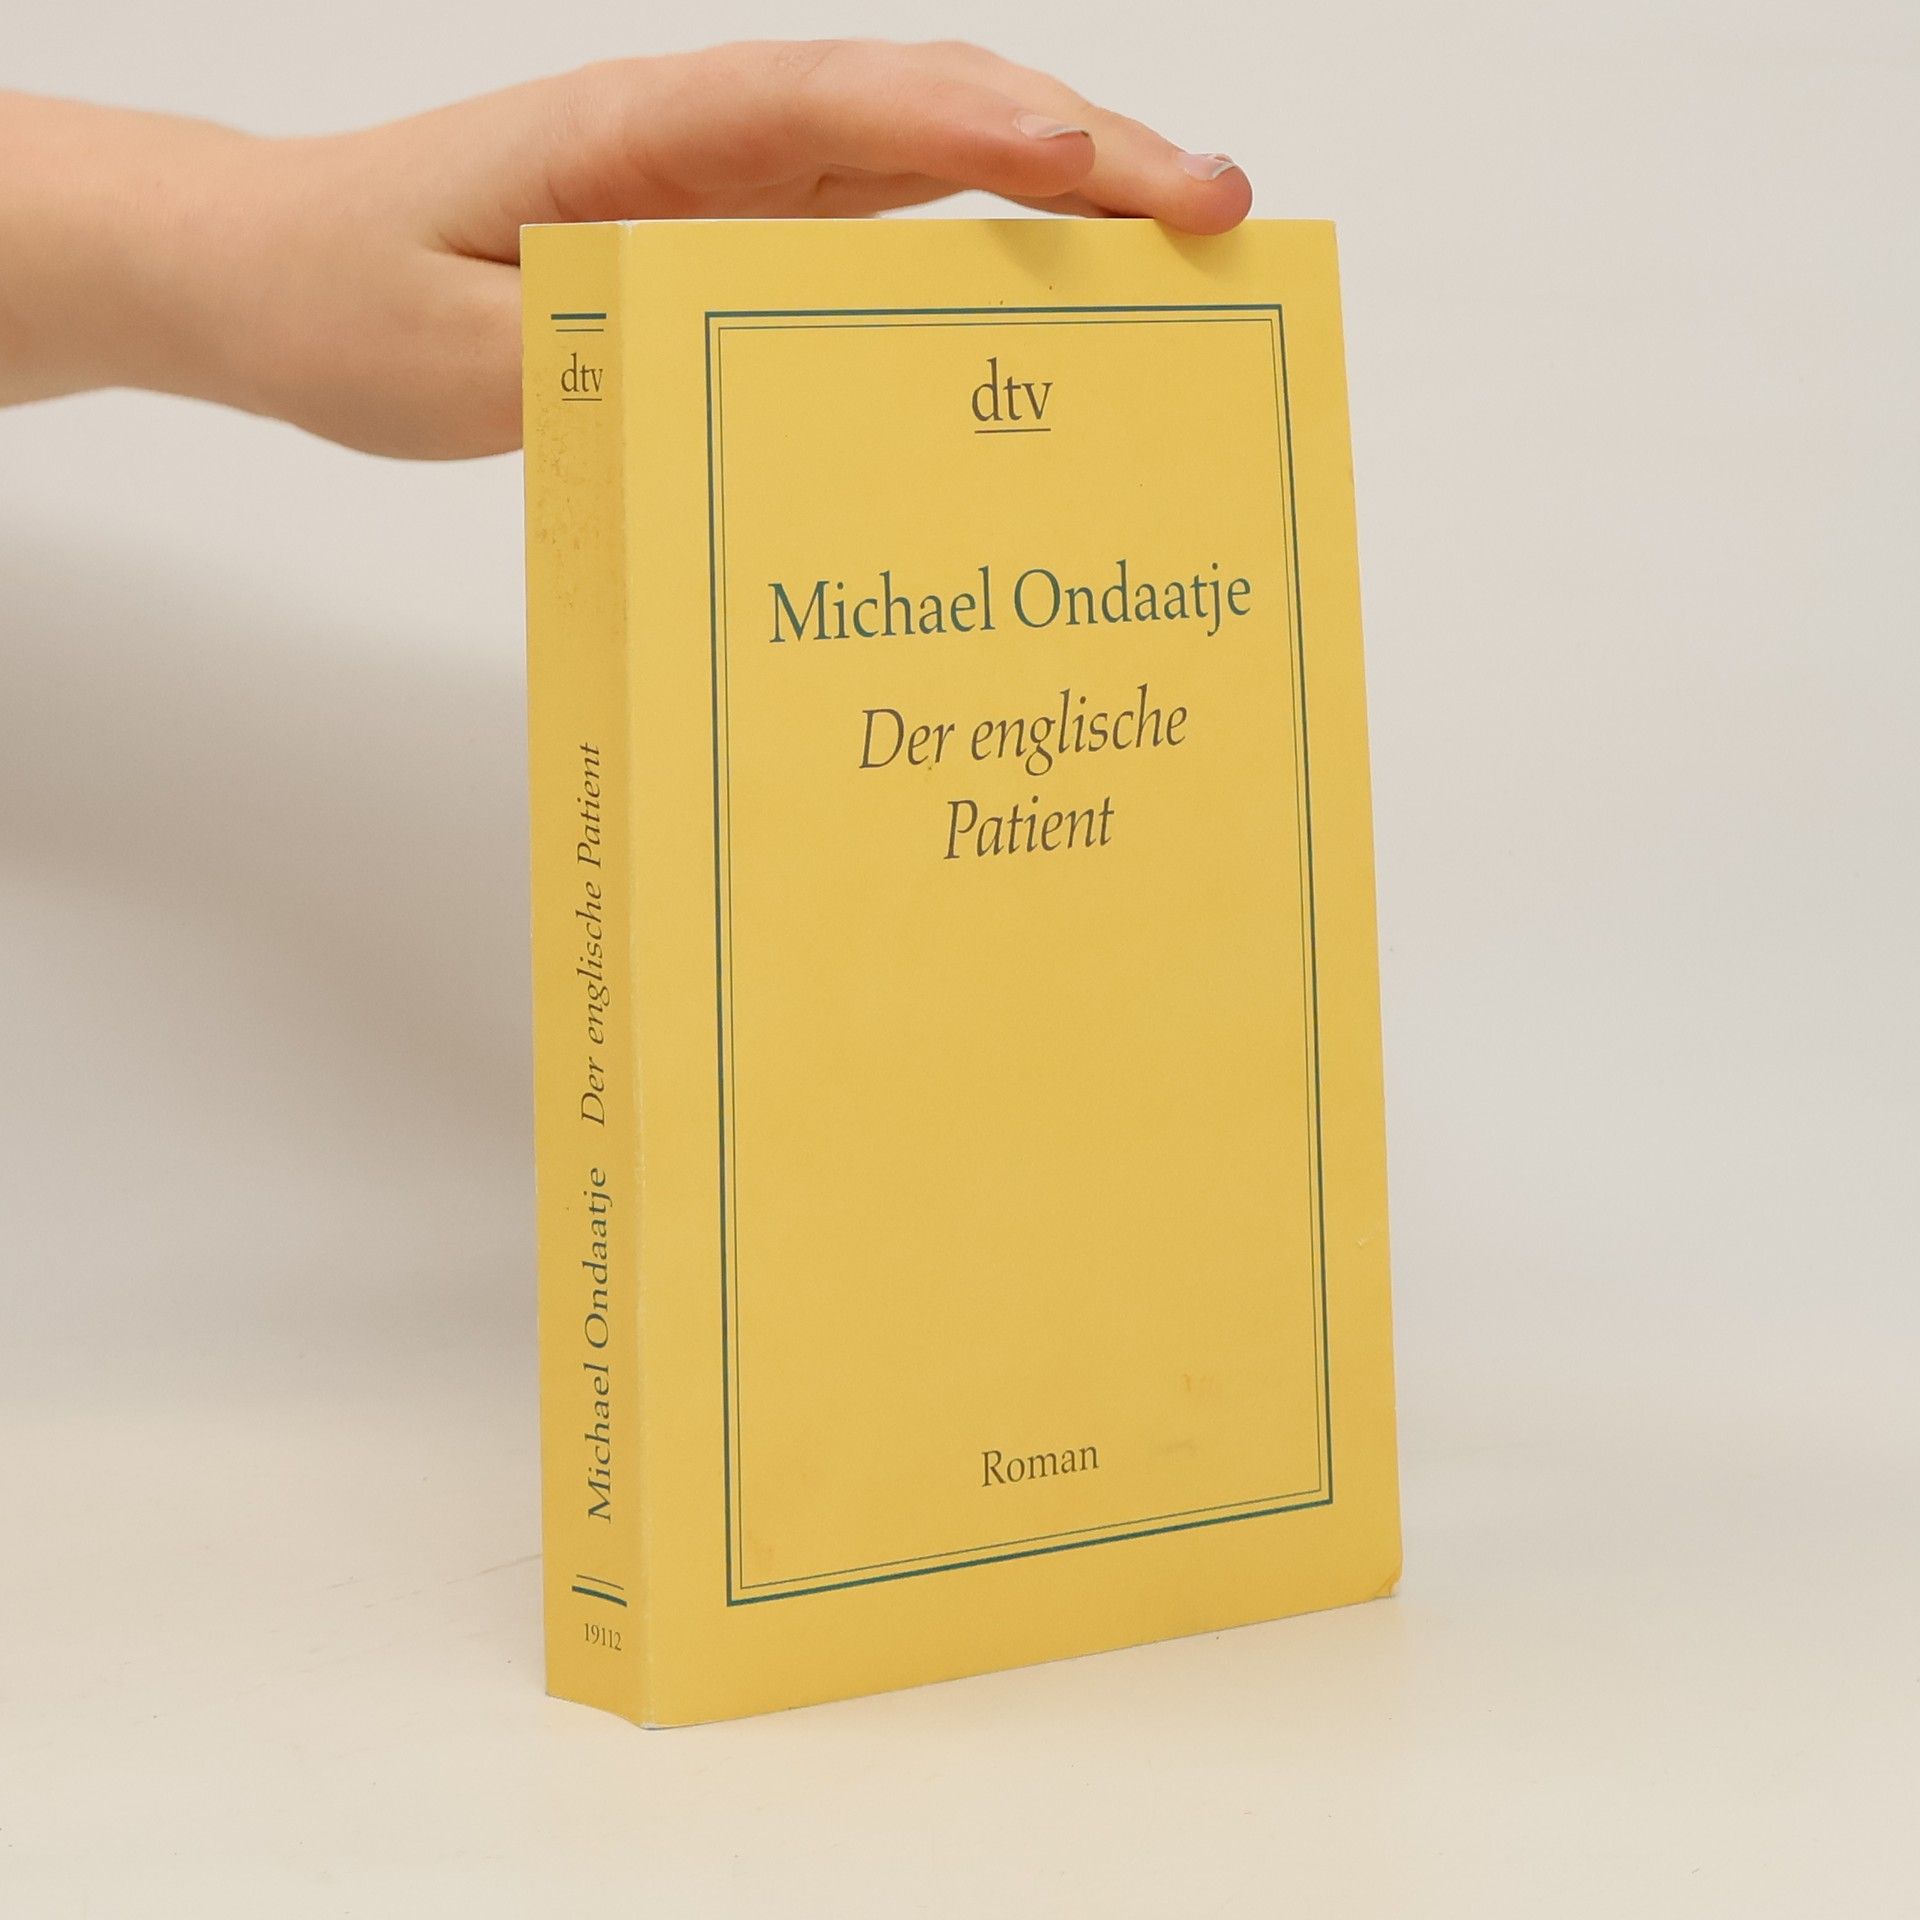 dtv
Michael Ondaatje
Der englische
Patient
Roman
dtv
Michael Ondaatje Der englische Patient
19112